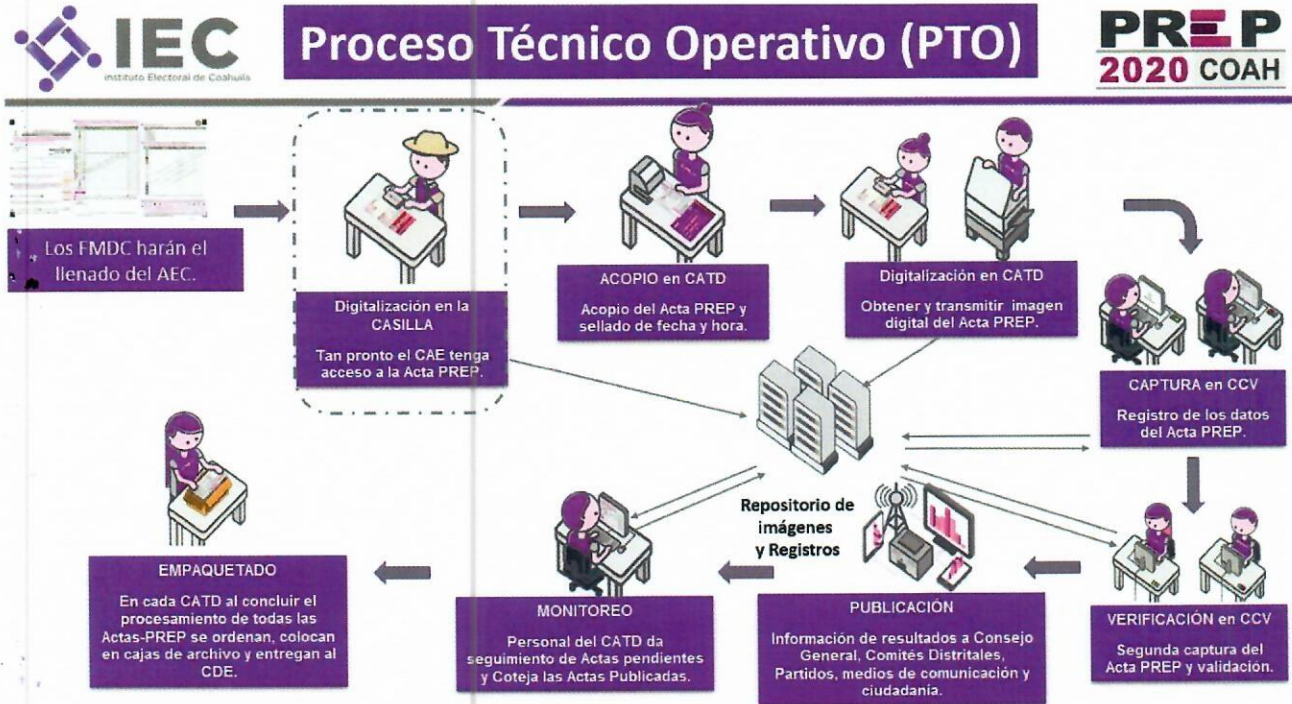 IEC
Instituto Electoral de Coahuila
Proceso Técnico Operativo (PTO)
PREP
2020 COAH
Los FMDC harán el
llenado del AEC.
Digitalización en la
CASILLA
Tan pronto el CAE tenga
acceso a la Acta PREP.
ACOPIO en CATD
Acopio del Acta PREP y
sellado de fecha y hora.
Digitalización en CATD
Obtener y transmitir imagen
digital del Acta PREP.
CAPTURA en CCV
Registro de los datos
del Acta PREP.
Repositorio de
imágenes
y Registros
EMPAQUETADO
En cada CATD al concluir el
procesamiento de todas las
Actas-PREP se ordenan, colocan
en cajas de archivo y entregan al
CDE.
MONITOREO
Personal del CATD da
seguimiento de Actas pendientes
y Coteja las Actas Publicadas.
PUBLICACIÓN
Información de resultados a Consejo
General, Comités Distritales,
Partidos, medios de comunicación y
ciudadanía.
VERIFICACIÓN en CCV
Segunda captura del
Acta PREP y validación.